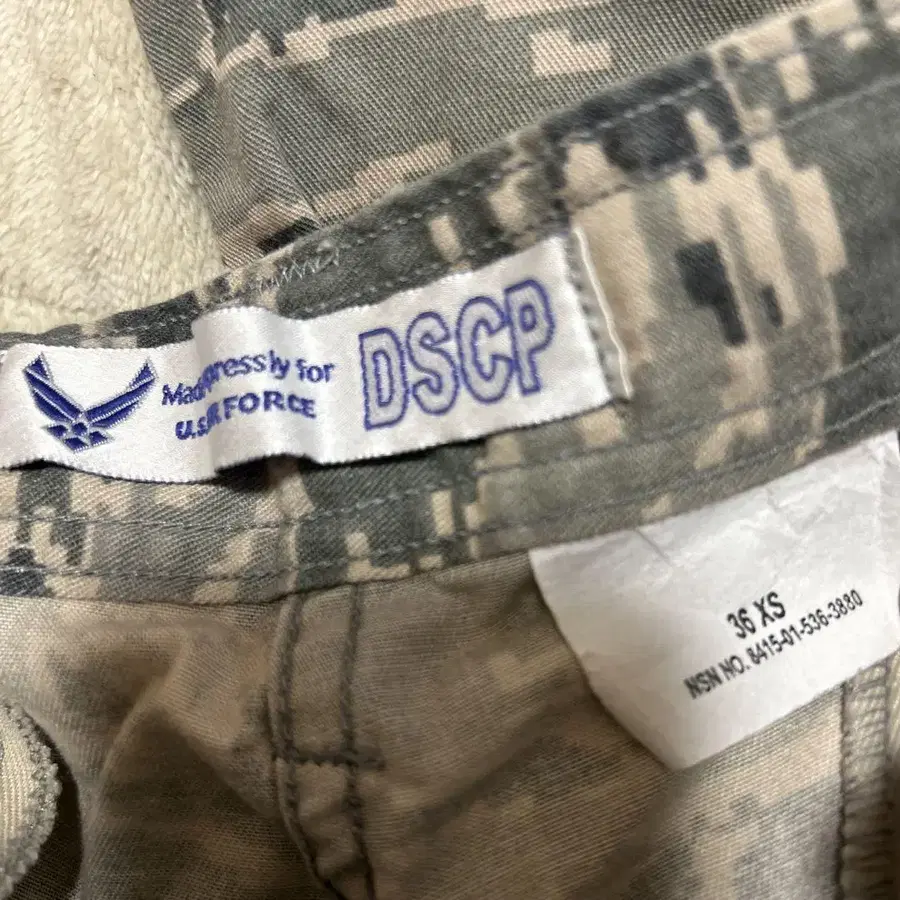 Made expressly for
U.S. AIR FORCE
DSCP
36 XS
NSN NO. 8415-01-536-3880